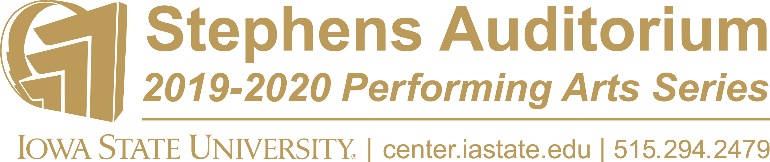 Stephens Auditorium
2019-2020 Performing Arts Series
IOWA STATE UNIVERSITY. | center.iastate.edu | 515.294.2479